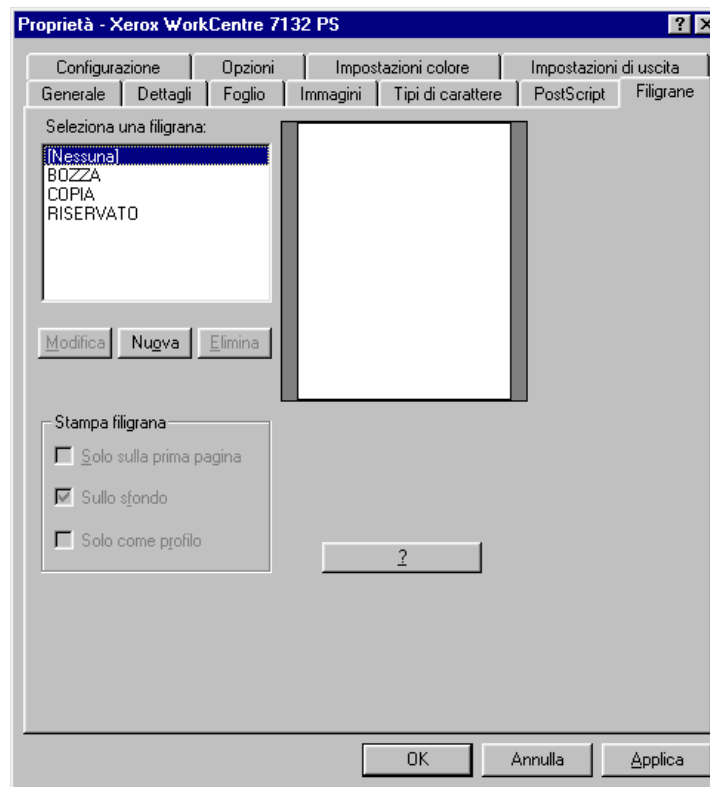 Proprietà - Xerox WorkCentre 7132 PS
Configurazione Opzioni Impostazioni colore Impostazioni di uscita
Generale Dettagli Foglio Immagini Tipi di carattere PostScript Filigrane
Seleziona una filigrana:
[Nessuna]
BOZZA
COPIA
RISERVATO
Modifica Nuova Elimina
Stampa filigrana
Solo sulla prima pagina
Sullo sfondo
Solo come profilo
?
OK Annulla Applica